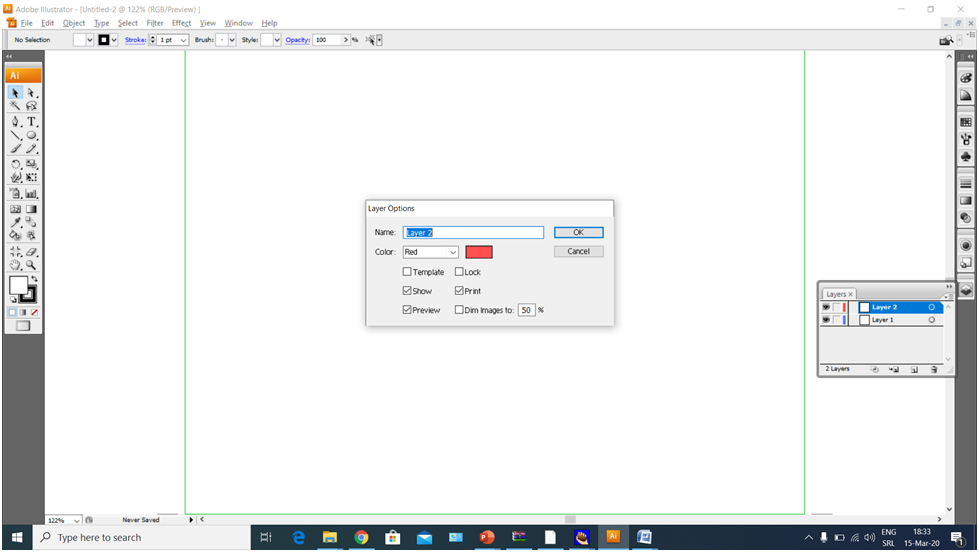 Ai Adobe Illustrator - [Untitled-2 @ 122% (RGB/Preview) ]
File Edit Object Type Select Filter Effect View Window Help
No Selection Stroke: 1 pt Brush: Style: Opacity: 100 %
Ai
Layer Options
Name: Layer 2 OK
Color: Red Cancel
Template Lock
Show Print
Preview Dim Images to: 50 %
Layers
Layer 2
Layer 1
2 Layers
122% Never Saved
Type here to search
Ai
W
ENG
SRL
18:33
15-Mar-20
1